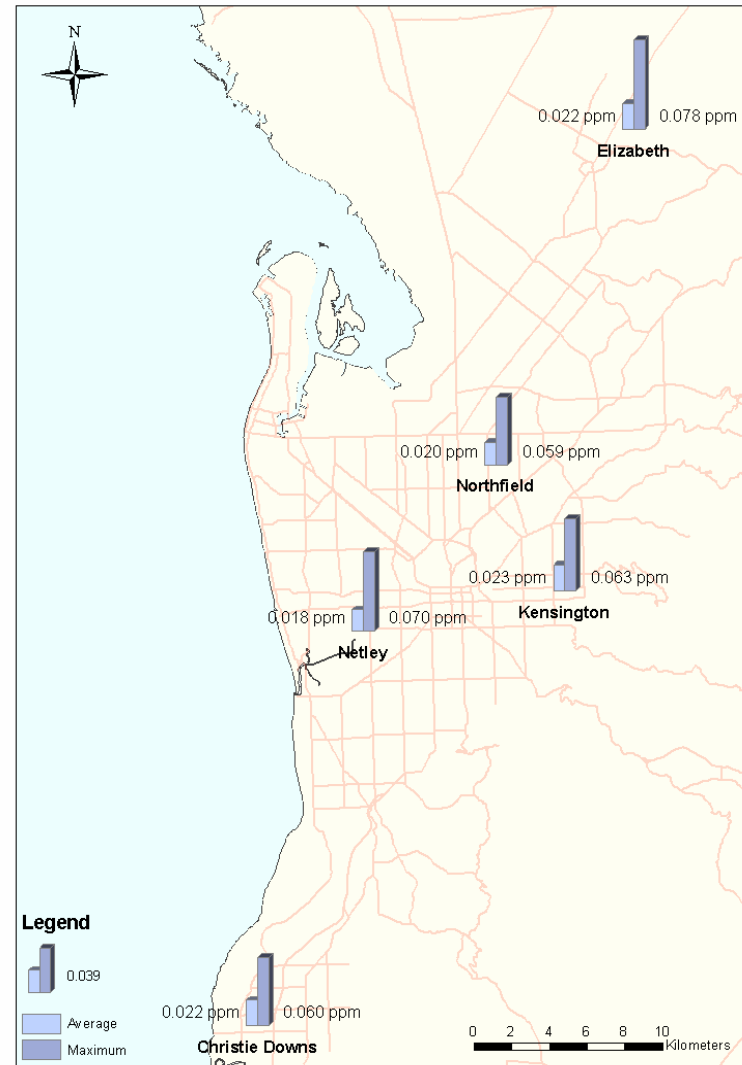 N
0.022 ppm 0.078 ppm
Elizabeth
0.020 ppm 0.059 ppm
Northfield
0.023 ppm 0.063 ppm
Kensington
0.018 ppm 0.070 ppm
Netley
Legend
0.039
Average
Maximum
0.022 ppm 0.060 ppm
Christie Downs
0 2 4 6 8 10
Kilometers